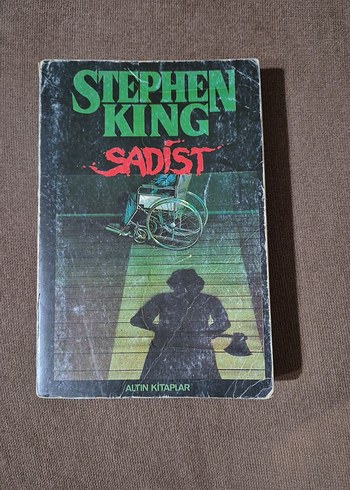 STEPHEN
KING
SADİST
ALTIN KİTAPLAR